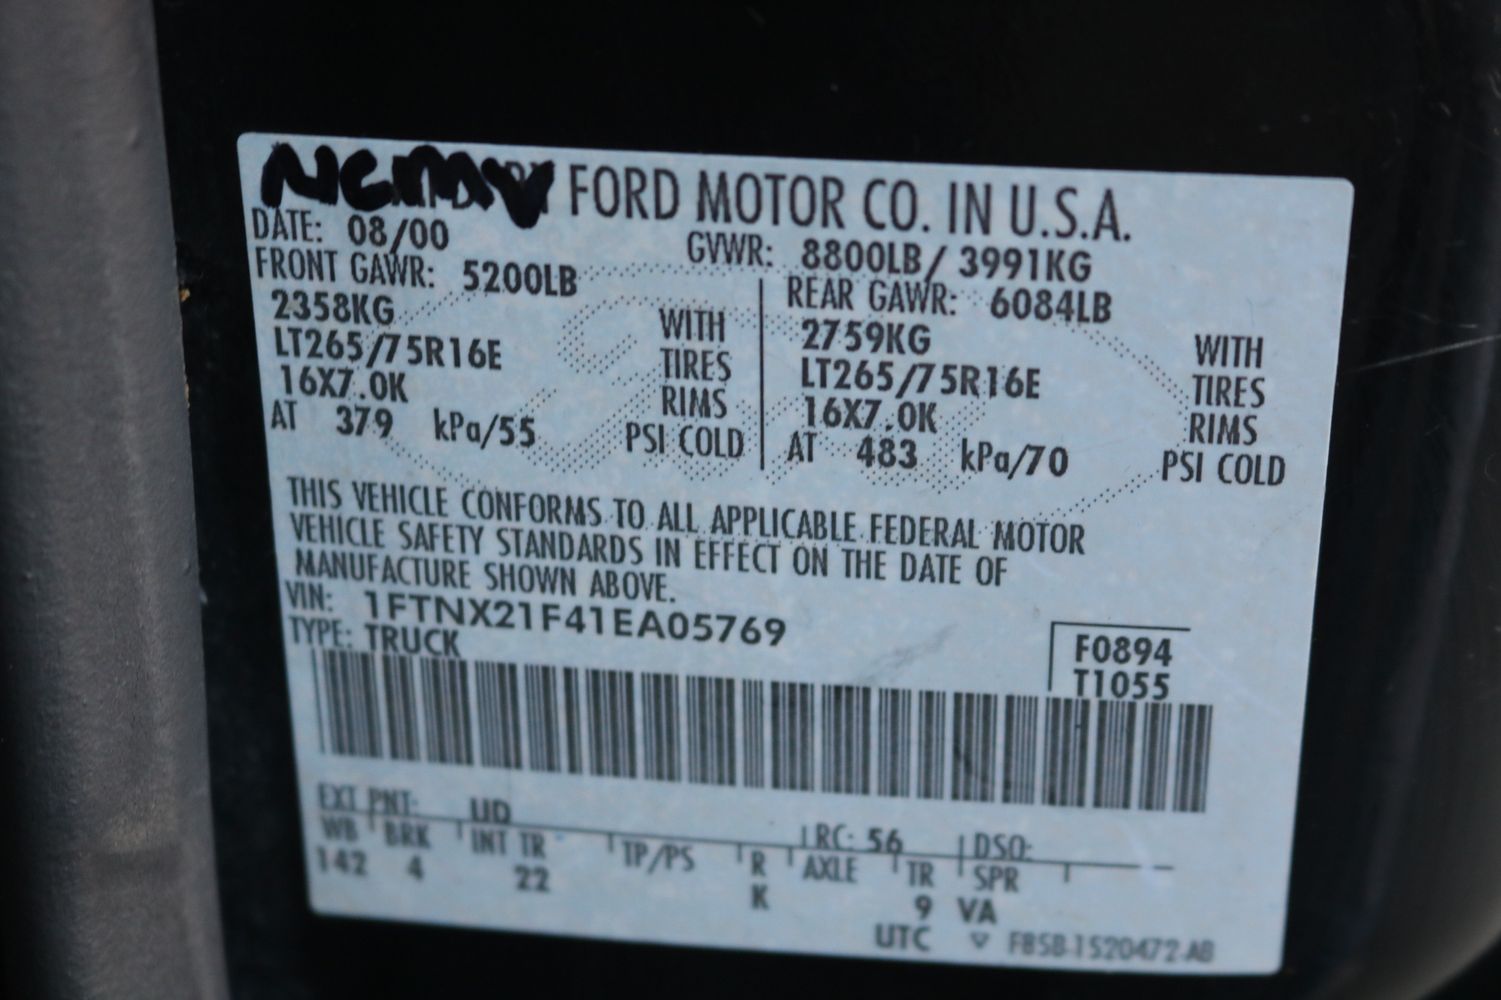 FORD MOTOR CO. IN U.S.A.
DATE: 08/00 GVWR: 8800LB/ 3991KG
FRONT GAWR: 5200LB REAR GAWR: 6084LB
2358KG WITH 2759KG WITH
LT265/75R16E TIRES LT265/75R16E TIRES
16X7.0K RIMS 16X7.0K RIMS
AT 379 kPa/55 PSI COLD AT 483 kPa/70 PSI COLD
THIS VEHICLE CONFORMS TO ALL APPLICABLE FEDERAL MOTOR
VEHICLE SAFETY STANDARDS IN EFFECT ON THE DATE OF
MANUFACTURE SHOWN ABOVE.
VIN: 1FTNX21F41EA05769
TYPE: TRUCK F0894
T1055
EXT PNT: UD RC: 56 DSO:
WB BRK INT TR TP/PS R AXLE TR SPR
142 4 22 K 9 VA
UTC F85B-1520472-AB